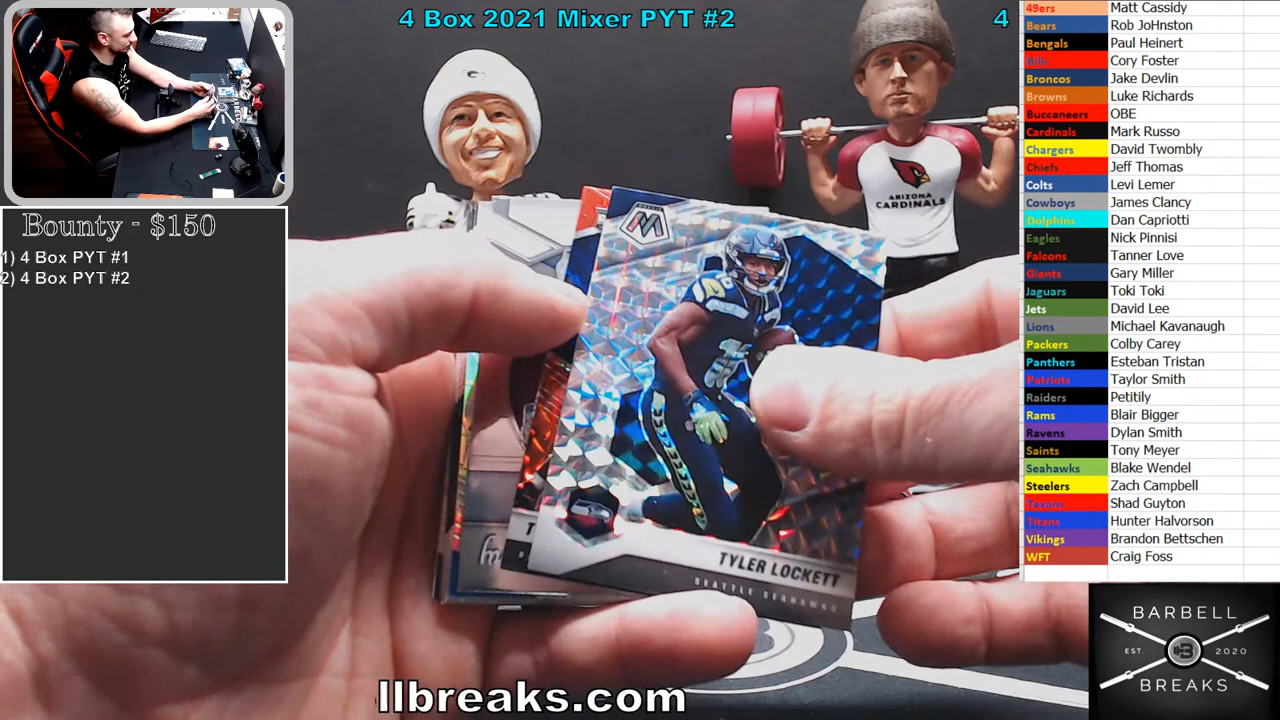 4 Box 2021 Mixer PYT #2
4
Bounty - $150
1) 4 Box PYT #1
2) 4 Box PYT #2
49ers Matt Cassidy
Bears Rob JoHnston
Bengals Paul Heinert
Bills Cory Foster
Broncos Jake Devlin
Browns Luke Richards
Buccaneers OBE
Cardinals Mark Russo
Chargers David Twombly
Chiefs Jeff Thomas
Colts Levi Lemer
Cowboys James Clancy
Dolphins Dan Capriotti
Eagles Nick Pinnisi
Falcons Tanner Love
Giants Gary Miller
Jaguars Toki Toki
Jets David Lee
Lions Michael Kavanaugh
Packers Colby Carey
Panthers Esteban Tristan
Patriots Taylor Smith
Raiders Petitily
Rams Blair Bigger
Ravens Dylan Smith
Saints Tony Meyer
Seahawks Blake Wendel
Steelers Zach Campbell
Texans Shad Guyton
Titans Hunter Halvorson
Vikings Brandon Bettschen
WFT Craig Foss
ARIZONA
CARDINALS
TYLER LOCKETT
SEATTLE SEAHAWKS
llbreaks.com
BARBELL
EST. 2020
BREAKS